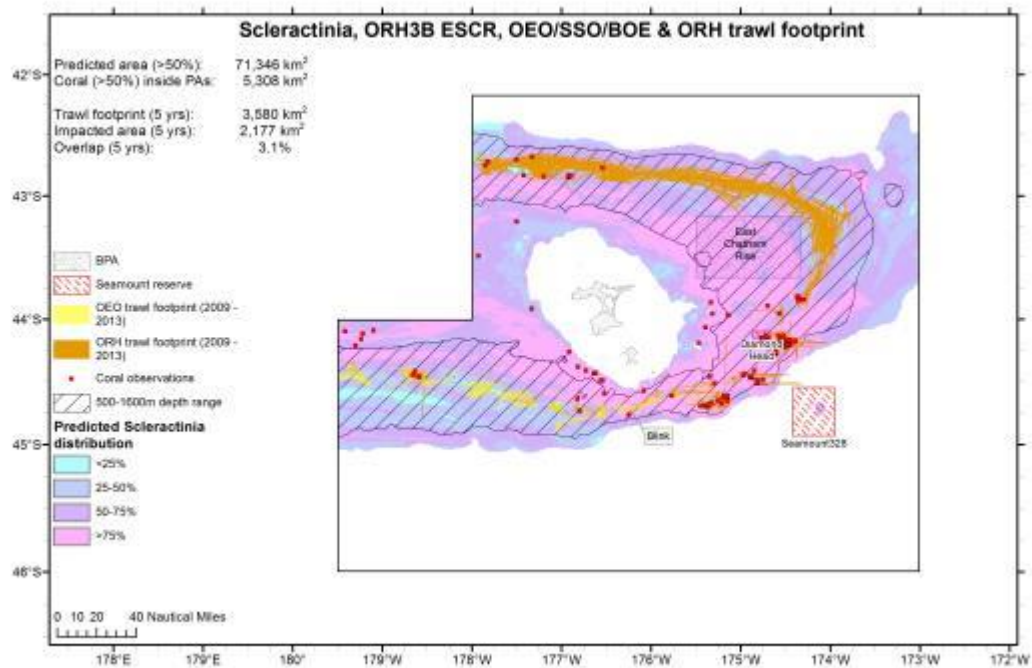 Scleractinia, ORH3B ESCR, OEO/SSO/BOE & ORH trawl footprint
Predicted area (>50%): 71,346 km²
Coral (>50%) inside PAs: 5,308 km²
Trawl footprint (5 yrs): 3,580 km²
Impacted area (5 yrs): 2,177 km²
Overlap (5 yrs): 3.1%
42°S
43°S
44°S
45°S
46°S
East
Chatham
Rise
Diamond
Head
Blink
Seamount328
BPA
Seamount reserve
OEO trawl footprint (2009 -
2013)
ORH trawl footprint (2009 -
2013)
Coral observations
500-1600m depth range
Predicted Scleractinia
distribution
<25%
25-50%
50-75%
>75%
0 10 20 40 Nautical Miles
178°E 179°E 180° 179°W 178°W 177°W 176°W 175°W 174°W 173°W 172°W